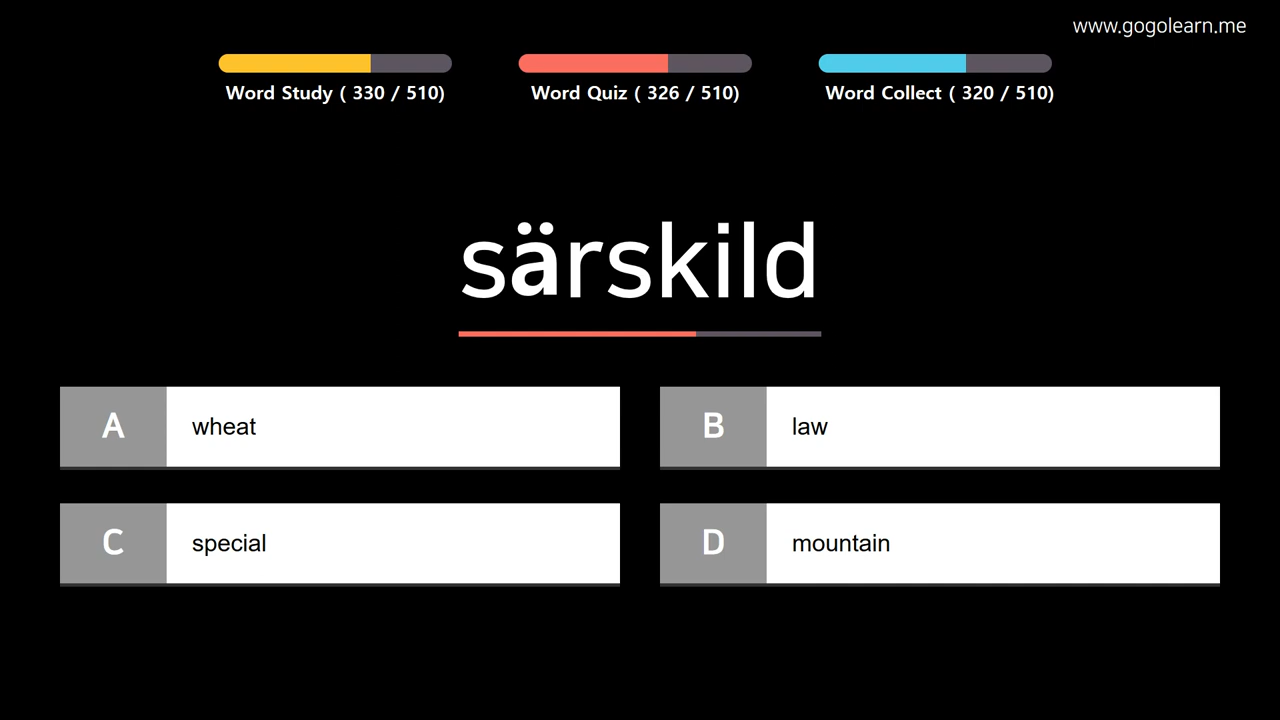 www.gogolearn.me
Word Study ( 330 / 510)
Word Quiz ( 326 / 510)
Word Collect ( 320 / 510)
särskild
A wheat
B law
C special
D mountain